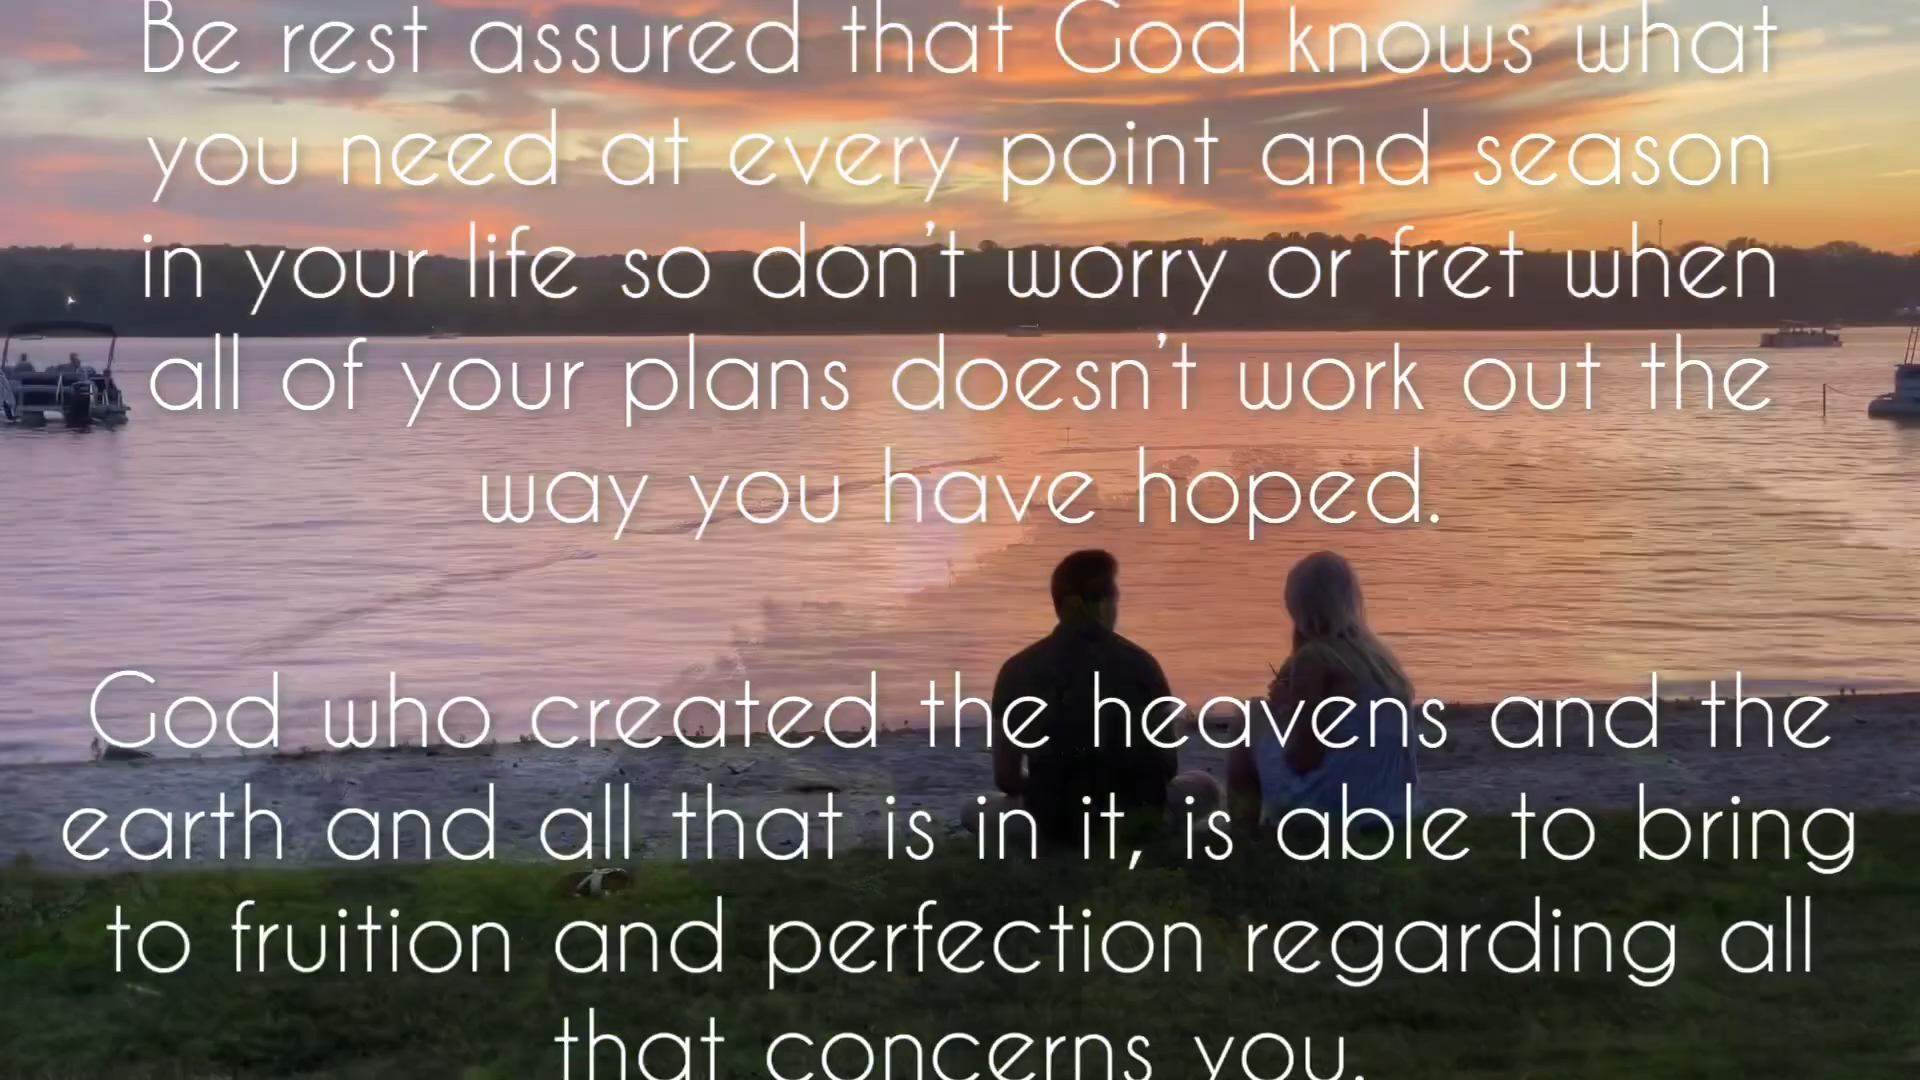 Be rest assured that God knows what
you need at every point and season
in your life so don't worry or fret when
all of your plans doesn't work out the
way you have hoped.
God who created the heavens and the
earth and all that is in it, is able to bring
to fruition and perfection regarding all
that concerns you.